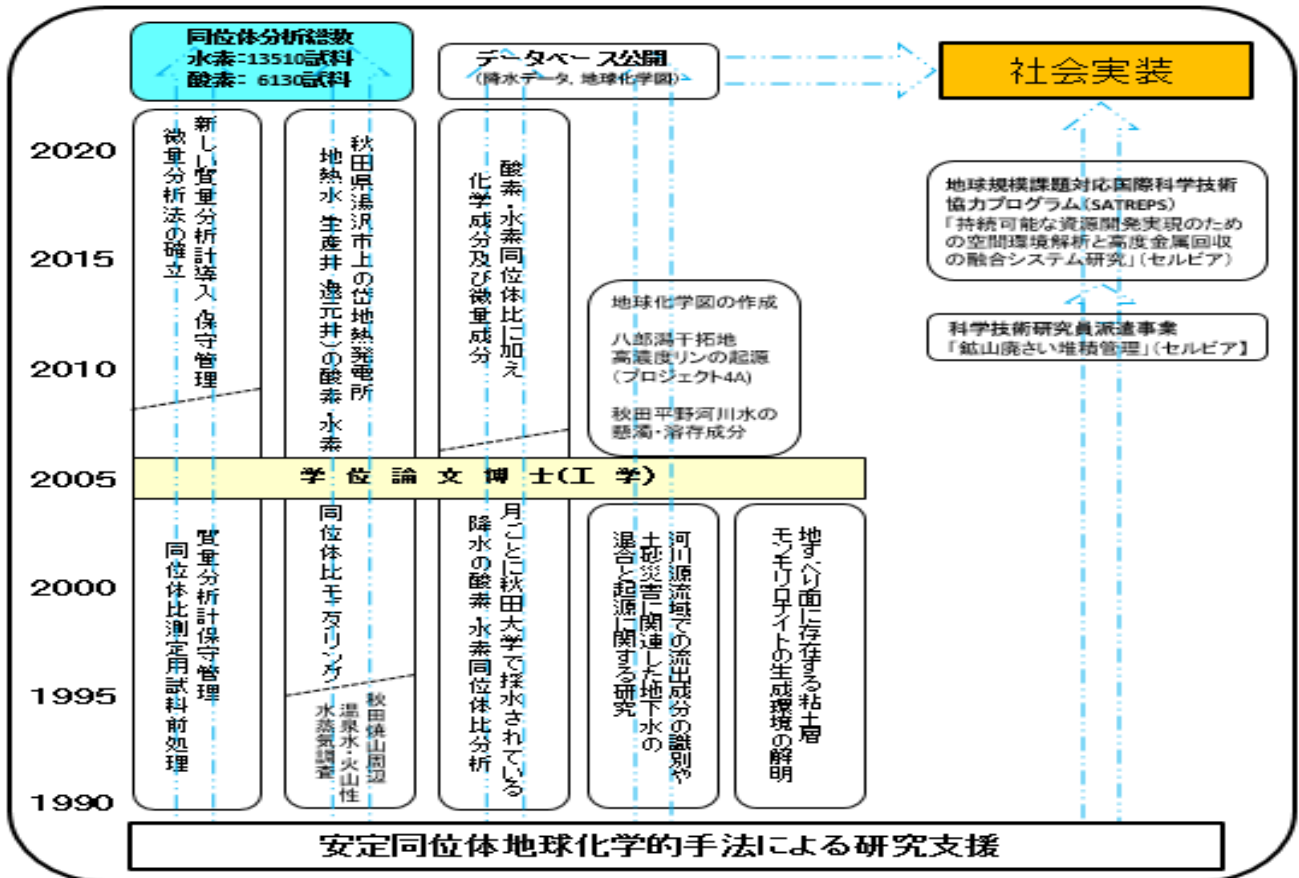 同位体分析総数
水素:13510試料
酸素: 6130試料
データベース公開
(降水データ、地球化学図)
社会実装
2020
2015
2010
2005
2000
1995
1990
新しい質量分析計導入・保守管理
微量分析法の確立
秋田県湯沢市上の岱地熱発電所
地熱水(生産井・還元井)の酸素・水素
酸素・水素同位体比に加え
化学成分及び微量成分
地球化学図の作成
八郎潟干拓地
高濃度リンの起源
(プロジェクト4A)
秋田平野河川水の
懸濁・溶存成分
地球規模課題対応国際科学技術
協力プログラム(SATREPS)
「持続可能な資源開発実現のため
の空間環境解析と高度金属回収
の融合システム研究」(セルビア)
科学技術研究員派遣事業
「鉱山廃さい堆積管理」(セルビア】
学位論文博士(工学)
質量分析計保守管理
同位体比測定用試料前処理
同位体比モニタリング
秋田焼山周辺
温泉水・火山性
水蒸気調査
月ごとに秋田大学で採水されている
降水の酸素・水素同位体比分析
河川源流域での流出成分の識別や
土砂災害に関連した地下水の
混合と起源に関する研究
地すべり面に存在する粘土層
モンモリロナイトの生成環境の解明
安定同位体地球化学的手法による研究支援